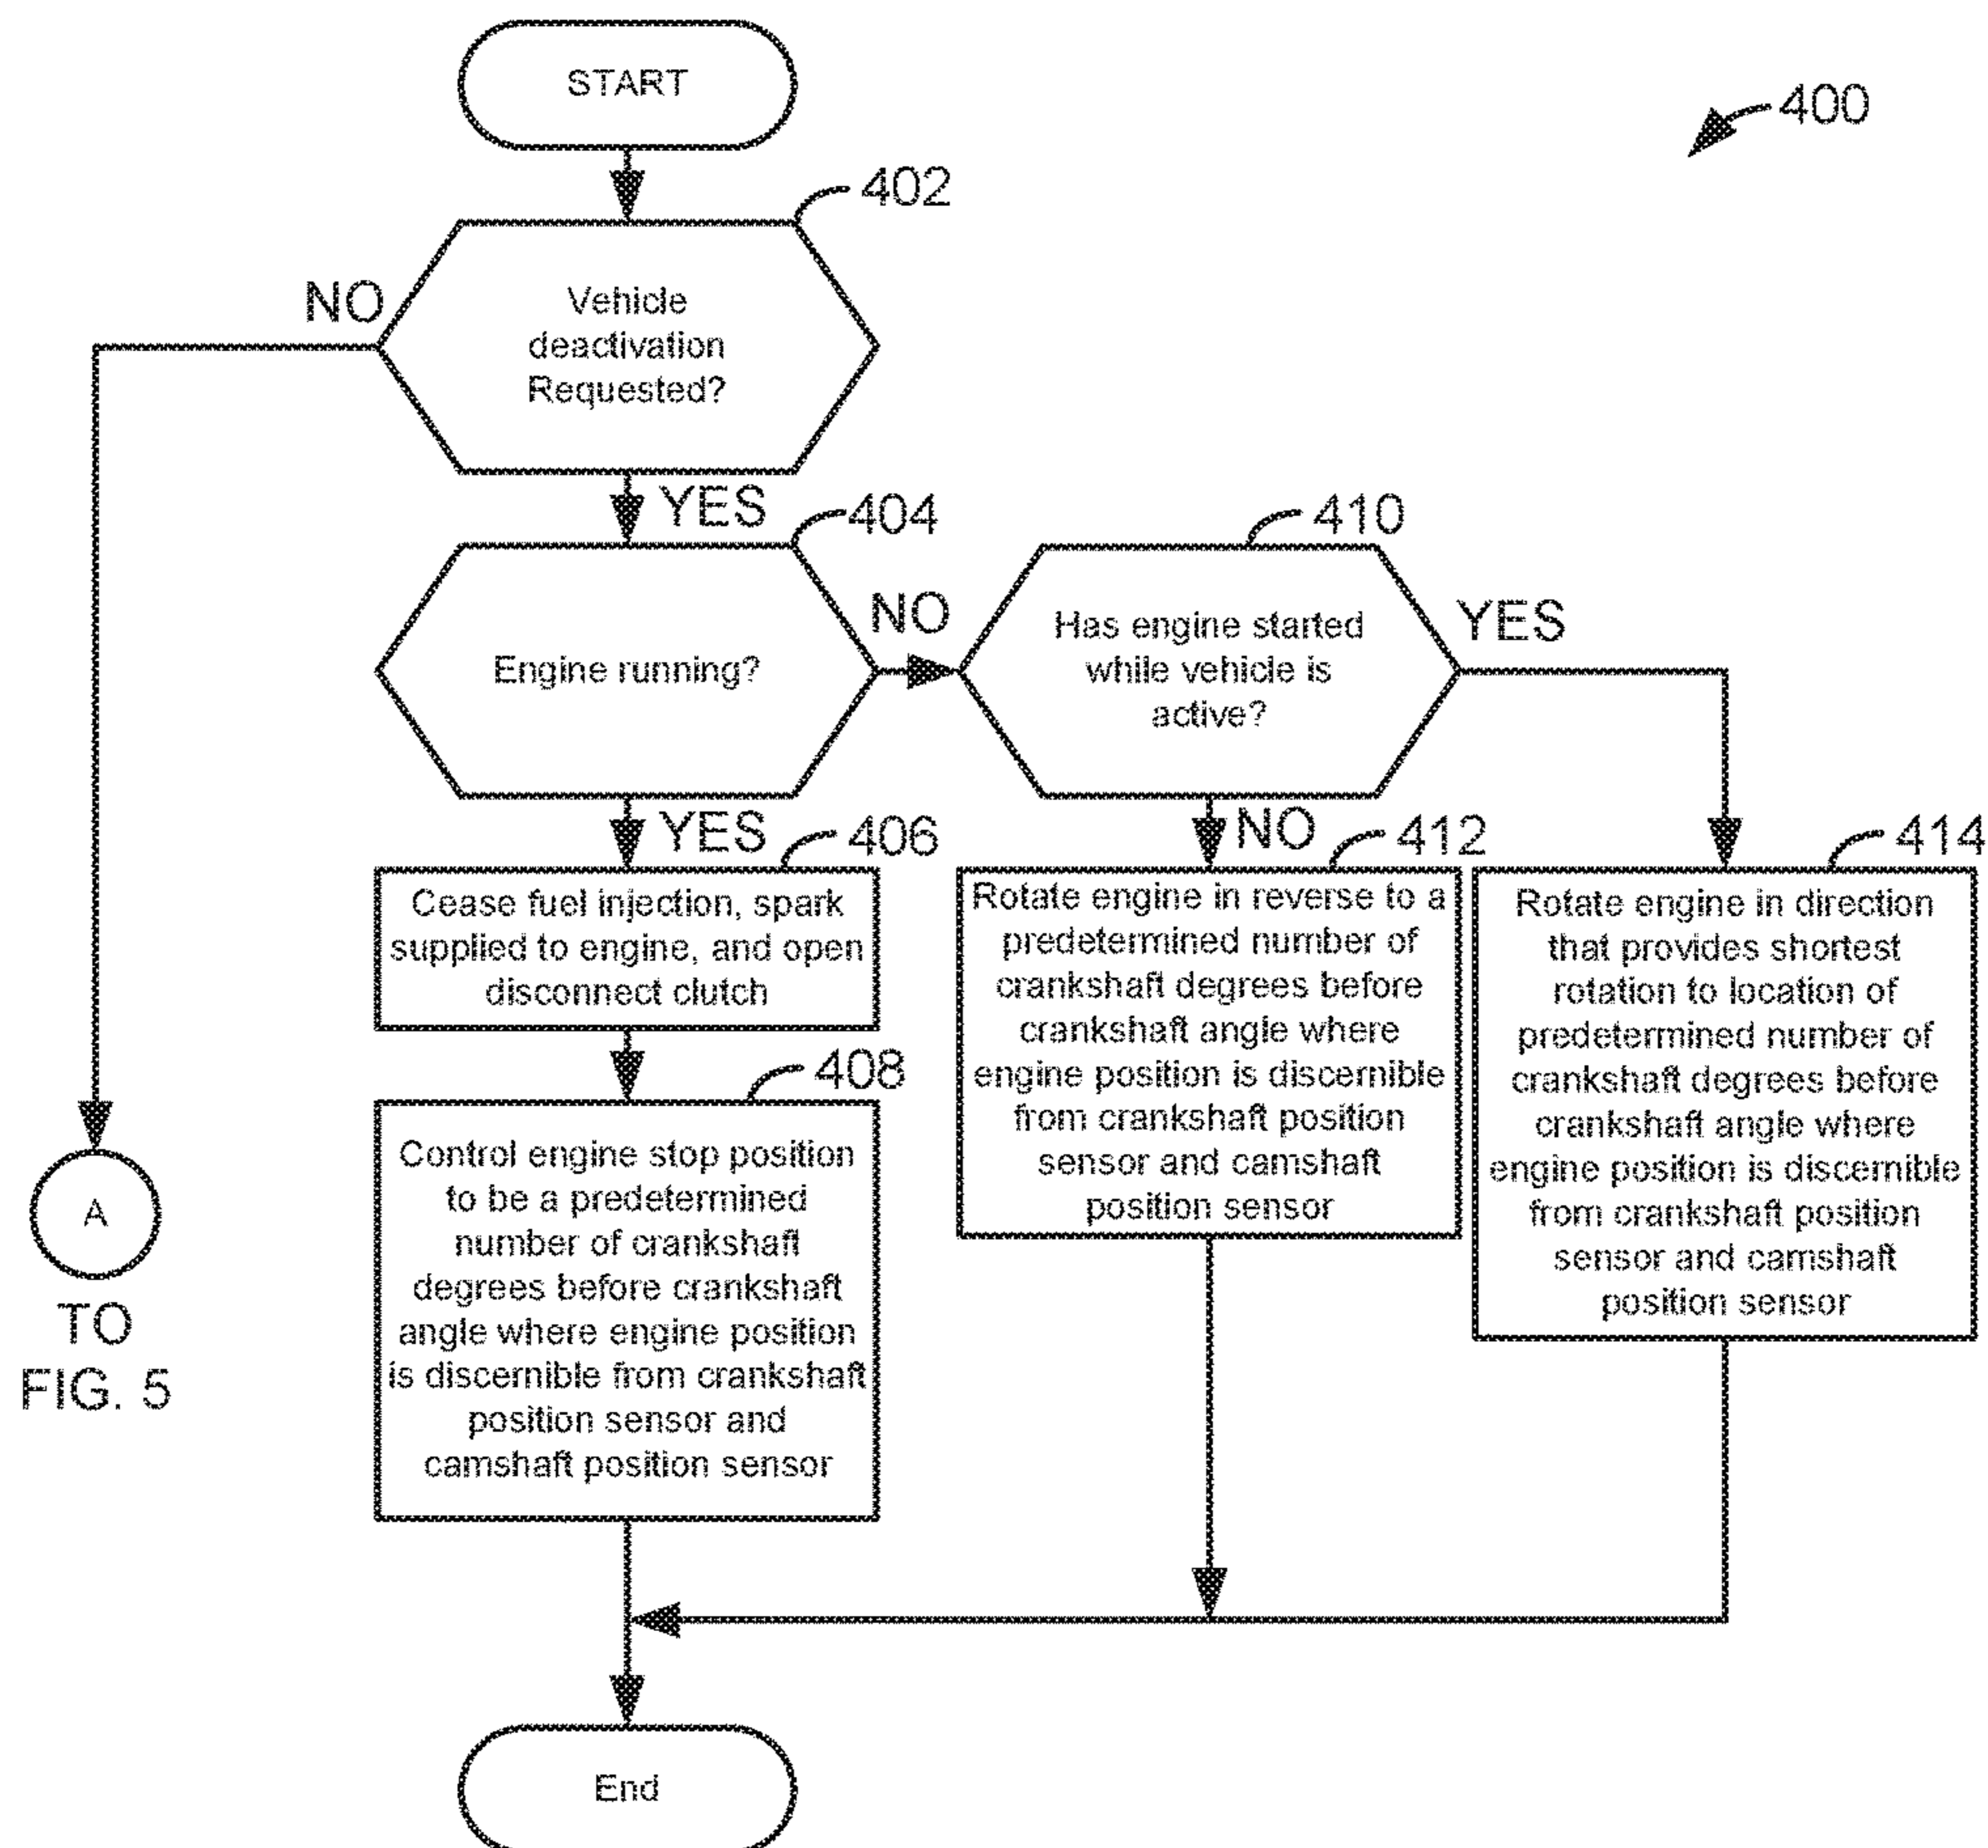 START
400
402
Vehicle
deactivation
Requested?
NO
YES
404
Engine running?
NO
410
Has engine started
while vehicle is
active?
YES
YES
406
Cease fuel injection, spark
supplied to engine, and open
disconnect clutch
NO
412
Rotate engine in reverse to a
predetermined number of
crankshaft degrees before
crankshaft angle where
engine position is discernible
from crankshaft position
sensor and camshaft
position sensor
414
Rotate engine in direction
that provides shortest
rotation to location of
predetermined number of
crankshaft degrees before
crankshaft angle where
engine position is discernible
from crankshaft position
sensor and camshaft
position sensor
408
Control engine stop position
to be a predetermined
number of crankshaft
degrees before crankshaft
angle where engine position
is discernible from crankshaft
position sensor and
camshaft position sensor
A
TO
FIG. 5
End